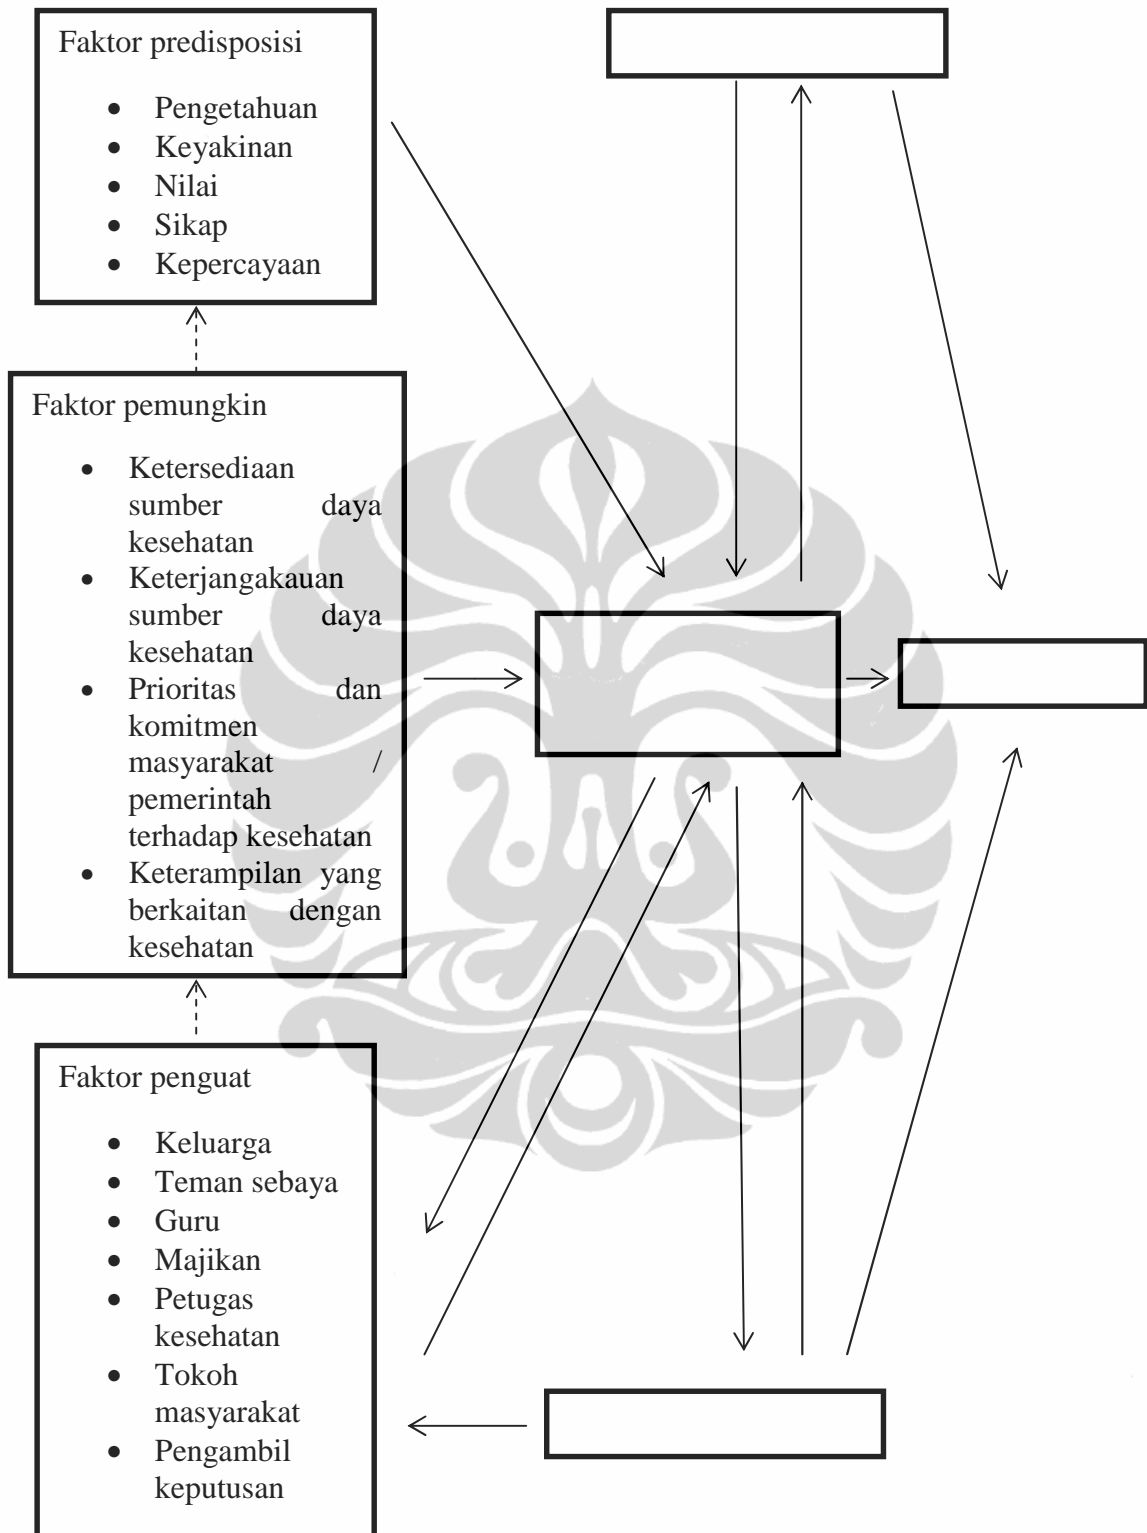 Faktor predisposisi
• Pengetahuan
• Keyakinan
• Nilai
• Sikap
• Kepercayaan
Faktor pemungkin
• Ketersediaan
sumber daya
kesehatan
• Keterjangakauan
sumber daya
kesehatan
• Prioritas dan
komitmen
masyarakat /
pemerintah
terhadap kesehatan
• Keterampilan yang
berkaitan dengan
kesehatan
Faktor penguat
• Keluarga
• Teman sebaya
• Guru
• Majikan
• Petugas
kesehatan
• Tokoh
masyarakat
• Pengambil
keputusan